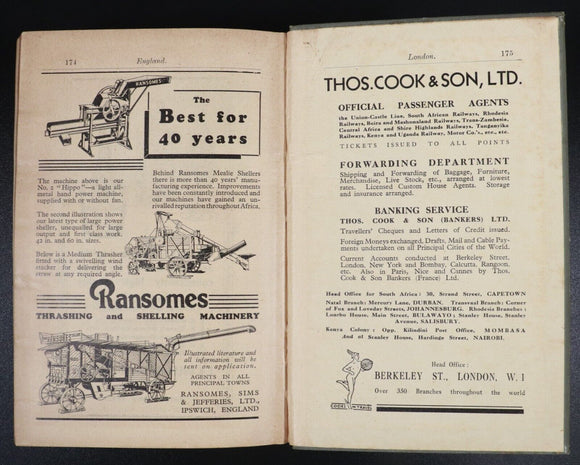 174
England.
RANSOMES
The
Best for
40 years
The machine above is our
No. 2 "Hippo"—a light all-
metal hand power machine,
supplied with or without fan.
The second illustration shows
our latest type of large power
sheller, unequalled for large
output and first class work,
42 in. and 60 in. sizes.
Below is a Medium Thrasher
fitted with a swivelling wind
stacker for delivering the
straw at any required angle.
Behind Ransomes Mealie Shellers
there is more than 40 years' manu-
facturing experience. Improvements
have been constantly introduced and
our machines have gained an un-
rivalled reputation throughout Africa.
Ransomes
THRASHING and SHELLING MACHINERY
Illustrated literature and
all information will be
sent on application.
AGENTS IN ALL
PRINCIPAL TOWNS
RANSOMES, SIMS
& JEFFERIES, LTD.,
IPSWICH, ENGLAND
London.
175
THOS. COOK & SON, LTD.
OFFICIAL PASSENGER AGENTS
the Union-Castle Line, South African Railways, Rhodesia
Railways, Beira and Mashonaland Railways, Trans-Zambesia,
Central Africa and Shire Highlands Railways, Tanganyika
Railways, Kenya and Uganda Railway, Motor Co.'s., etc., etc.
TICKETS ISSUED TO ALL POINTS
FORWARDING DEPARTMENT
Shipping and Forwarding of Baggage, Furniture,
Merchandise, Live Stock, etc., arranged at lowest
rates. Licensed Custom House Agents. Storage
and insurance arranged.
BANKING SERVICE
THOS. COOK & SON (BANKERS) LTD.
Travellers' Cheques and Letters of Credit issued.
Foreign Moneys exchanged, Drafts, Mail and Cable Pay-
ments undertaken on all Principal Cities of the World.
Current Accounts conducted at Berkeley Street,
London, New York and Bombay, Calcutta, Rangoon,
etc. Also in Paris, Nice and Cannes by Thos.
Cook & Son Bankers (France) Ltd.
Head Office for South Africa: 30, Strand Street, CAPETOWN
Natal Branch: Mercury Lane, DURBAN. Transvaal Branch: Corner
of Fox and Loveday Streets, JOHANNESBURG. Rhodesia Branches:
Lonrho House, Main Street, BULAWAYO; Stanley House, Stanley
Avenue, SALISBURY.
Kenya Colony: Opp. Kilindini Post Office, MOMBASA
And at Stanley House, Hardinge Street, NAIROBI.
Head Office:
BERKELEY ST., LONDON, W.1
Over 350 Branches throughout the world